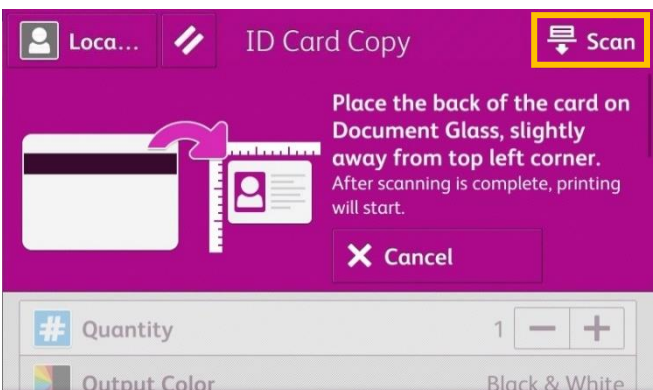 Loca...
ID Card Copy
Scan
Place the back of the card on
Document Glass, slightly
away from top left corner.
After scanning is complete, printing
will start.
Cancel
# Quantity
1
Output Color
Black & White